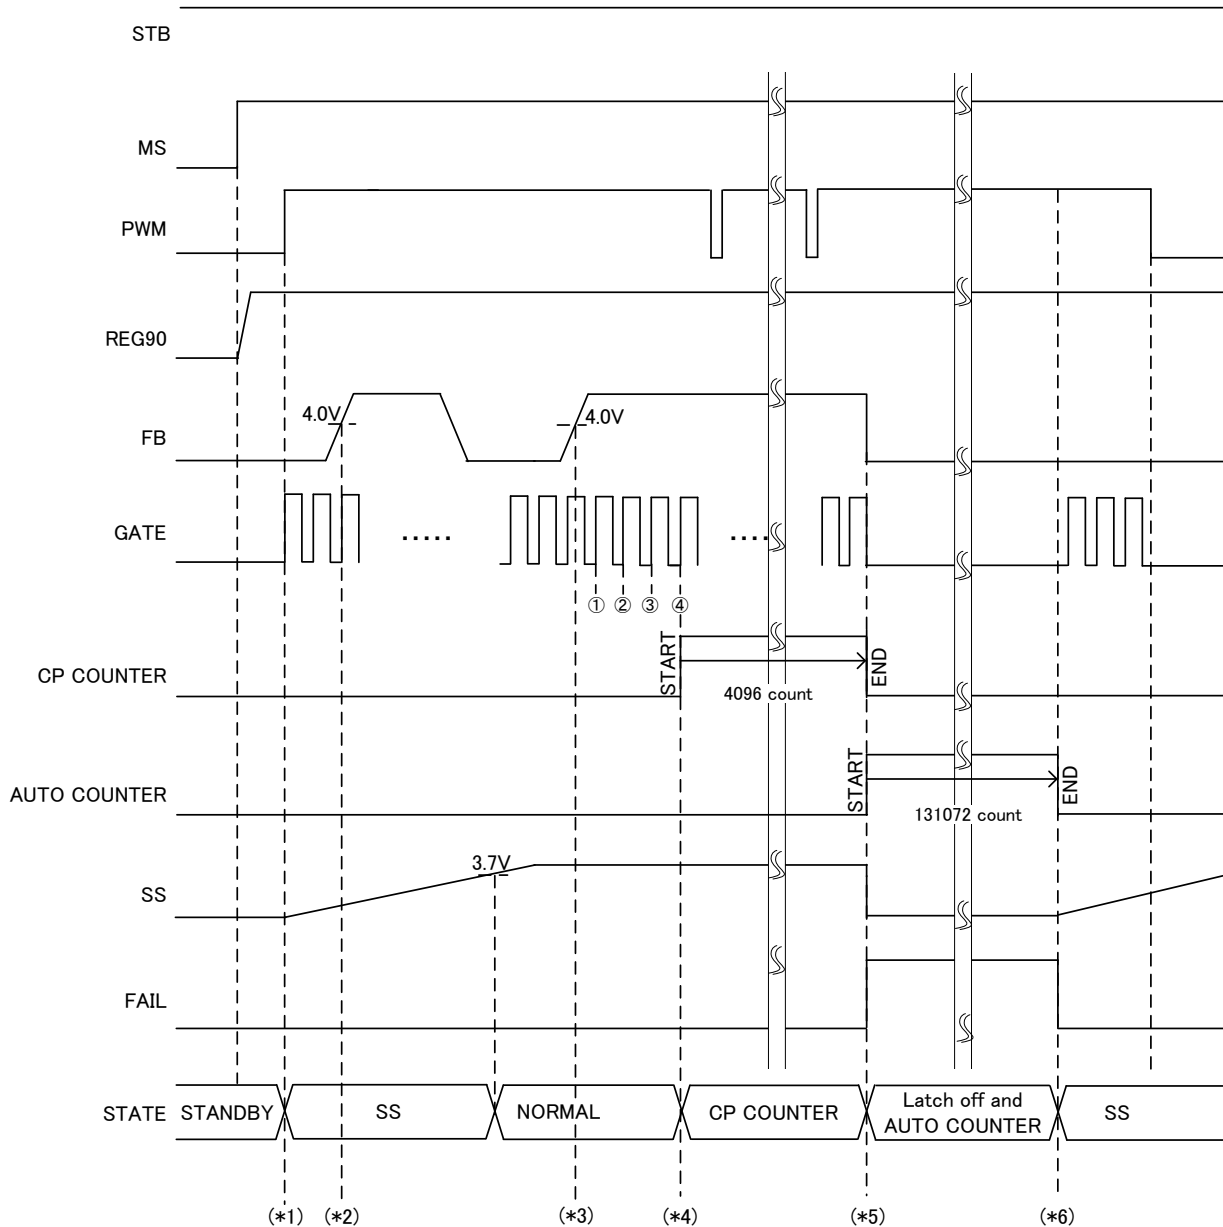 STB
MS
PWM
REG90
4.0V
4.0V
FB
GATE
.....
....
① ② ③ ④
START
END
CP COUNTER
4096 count
START
END
AUTO COUNTER
131072 count
3.7V
SS
FAIL
STATE STANDBY SS NORMAL CP COUNTER Latch off and AUTO COUNTER SS
(*1) (*2) (*3) (*4) (*5) (*6)